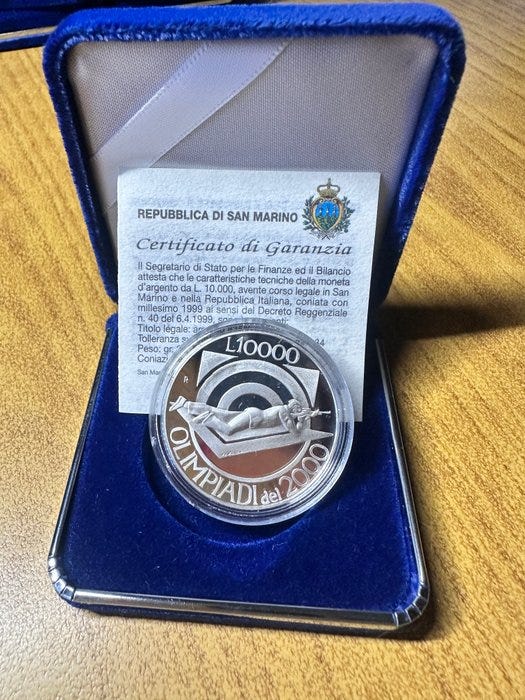 REPUBBLICA DI SAN MARINO
Certificato di Garanzia
Il Segretario di Stato per le Finanze ed il Bilancio
attesta che le caratteristiche tecniche della moneta
d'argento da L. 10.000, avente corso legale in San
Marino e nella Repubblica Italiana, coniata con
millesimo 1999 ai sensi del Decreto Reggenziale
n. 40 del 6.4.1999, sono le
Titolo legale:
Tolleranza
Peso: gr.
Coniaz
San Mar
L.10000
R
OLIMPIADI del 2000